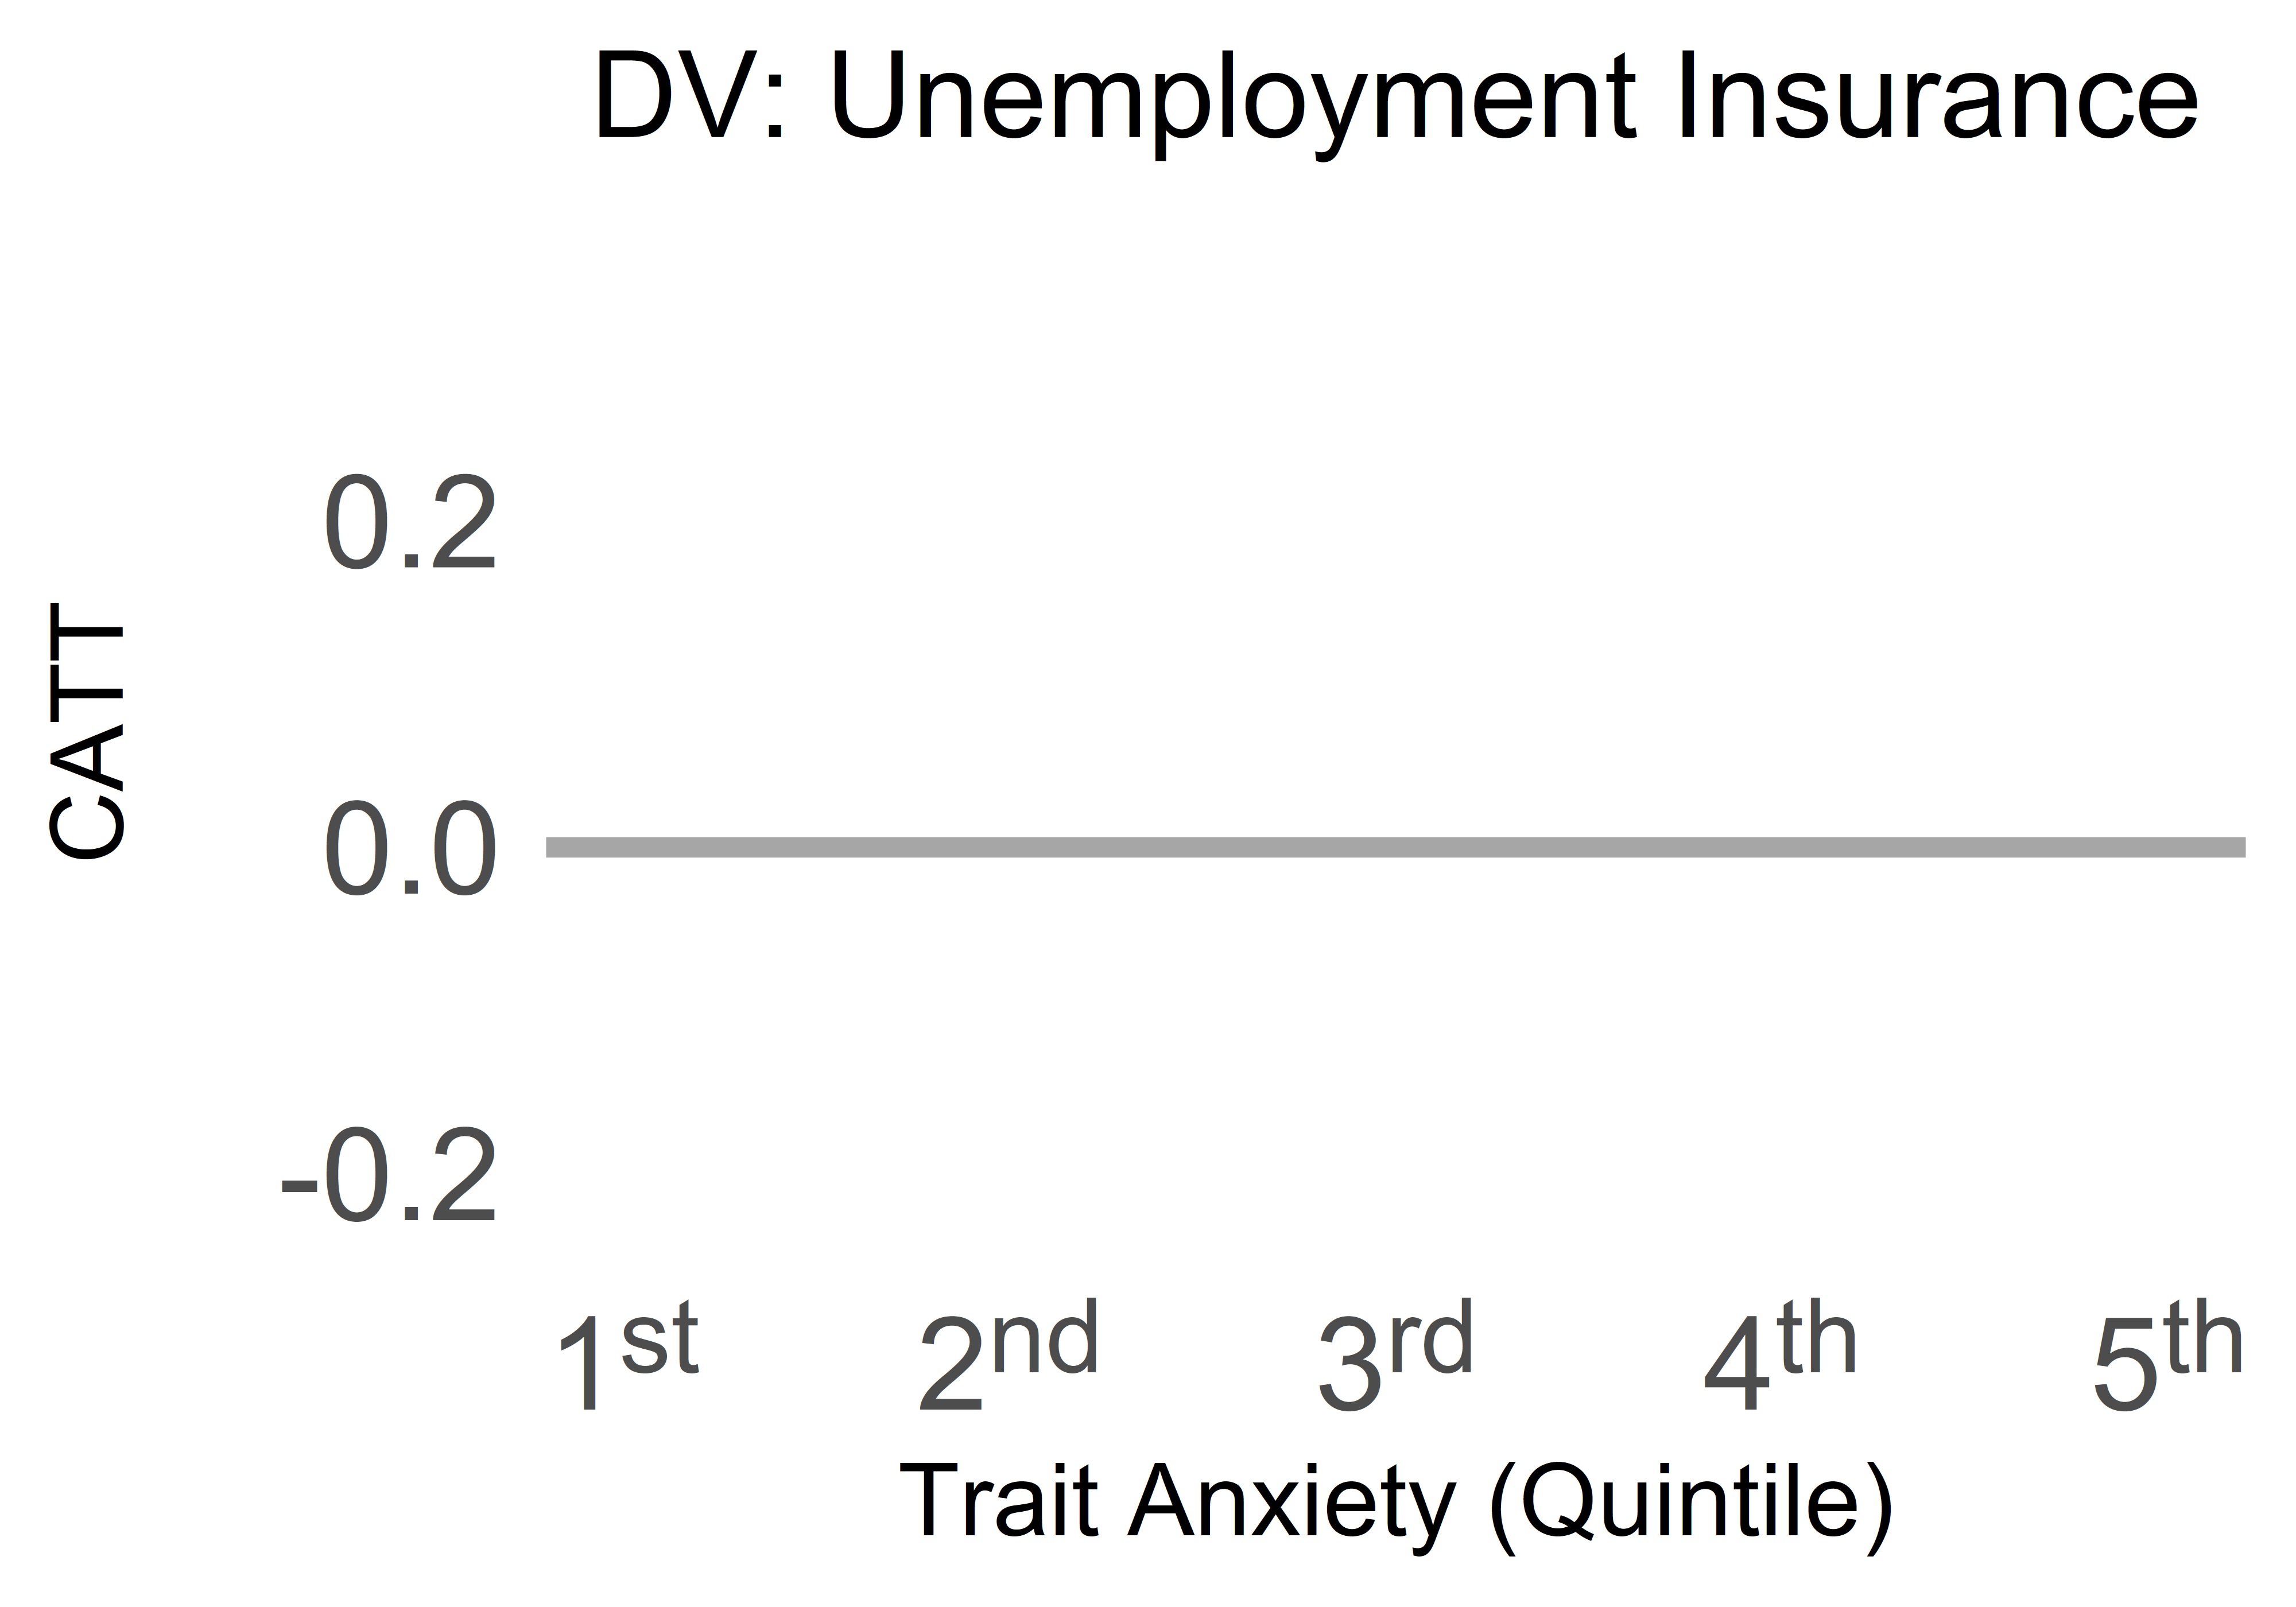 DV: Unemployment Insurance
CATT
0.2
0.0
-0.2
1st
2nd
3rd
4th
5th
Trait Anxiety (Quintile)